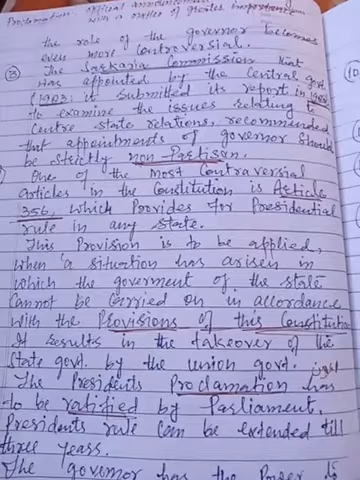 Proclamation: official announcement
with a matter of greates importance
the role of the governor becomes
even more controversial.
(3) The Sarkaria Commission that
was appointed by the Central govt.
(1983; it submitted its report in 1988)
to examine the issues relating to
Centre state relations, recommended
that appointments of governor should
be strictly non Partisan.
One of the most Contraversial
articles in the Constitution is Article
356, which Provides for Presidential
rule in any state.
This Provision is to be applied,
when 'a situation has arisen in
which the goverment of the state
Cannot be Carried on in accordance
with the Provisions of this Constitution
It results in the takeover of the
State govt. by the union govt.
The Presidents Proclamation has
to be ratified by Parliament.
Presidents rule can be extended till
three years.
The governor has the Power to